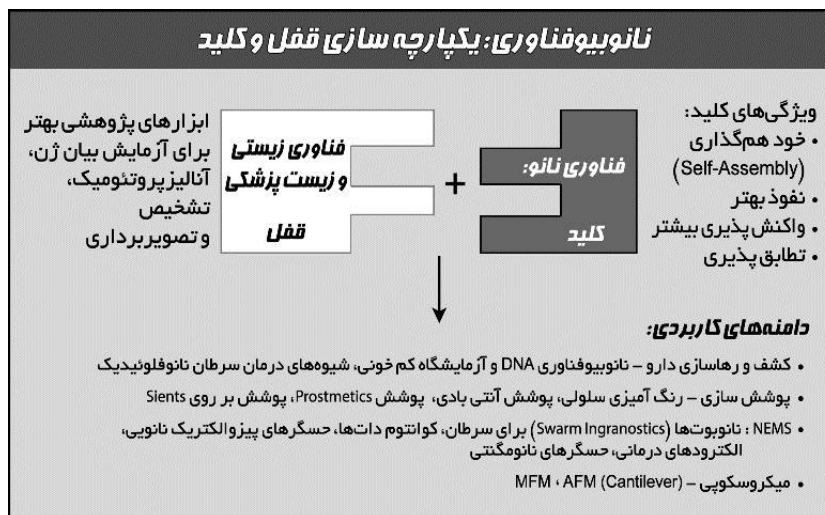 نانوبیوفناوری: یکپارچه سازی قفل و کلید
ویژگی‌های کلید:
• خود هم‌گذاری
(Self-Assembly)
• نفوذ بهتر
• واکنش پذیری بیشتر
• تطابق پذیری
فناوری نانو:
کلید
+
فناوری زیستی
و زیست پزشکی
قفل
ابزارهای پژوهشی بهتر
برای آزمایش بیان ژن،
آنالیز پروتئومیک،
تشخیص
و تصویربرداری
دامنه‌های کاربردی:
• کشف و رهاسازی دارو – نانوبیوفناوری DNA و آزمایشگاه کم خونی، شیوه‌های درمان سرطان نانوفلوئیدیک
• پوشش سازی – رنگ آمیزی سلولی، پوشش آنتی بادی، پوشش Prostmetics، پوشش بر روی Sients
• NEMS : نانوبوت‌ها (Swarm Ingranostics) برای سرطان، کوانتوم دات‌ها، حسگرهای پیزوالکتریک نانویی،
الکترودهای درمانی، حسگرهای نانومگنتی
• میکروسکوپی – MFM ، AFM (Cantilever)